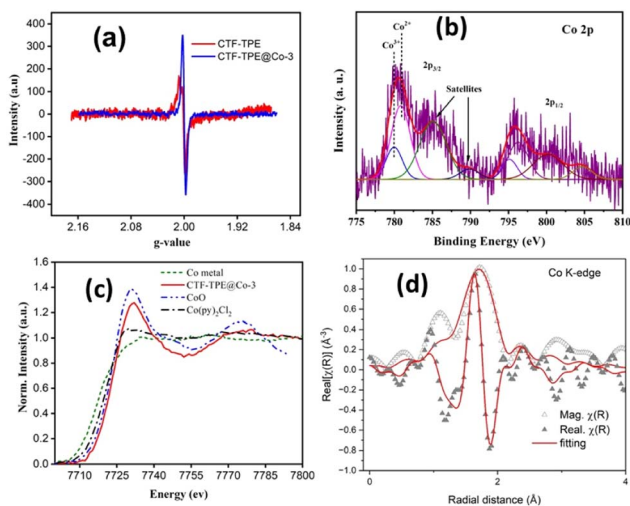 (a)
CTF-TPE
CTF-TPE@Co-3
Intensity (a.u)
400
300
200
100
0
-100
-200
-300
-400
2.16
2.08
2.00
1.92
1.84
g-value
(b)
Co 2p
Co2+
Co3+
2p3/2
Satellites
2p1/2
Intensity (a. u.)
775
780
785
790
795
800
805
810
Binding Energy (eV)
(c)
Co metal
CTF-TPE@Co-3
CoO
Co(py)2Cl2
Norm. Intensity (a.u.)
1.6
1.4
1.2
1.0
0.8
0.6
0.4
0.2
0.0
7710
7725
7740
7755
7770
7785
7800
Energy (ev)
(d)
Co K-edge
Real[χ(R)] (Å-3)
1.0
0.8
0.6
0.4
0.2
0.0
-0.2
-0.4
-0.6
-0.8
-1.0
Mag. χ(R)
Real. χ(R)
fitting
0
2
4
Radial distance (Å)